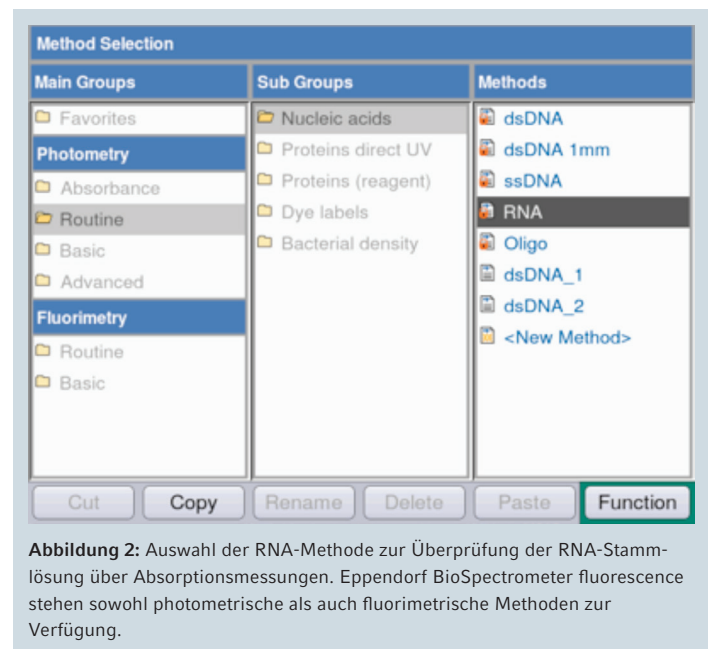 Method Selection
Main Groups
Sub Groups
Methods
Favorites
Photometry
Absorbance
Routine
Basic
Advanced
Fluorimetry
Routine
Basic
Nucleic acids
Proteins direct UV
Proteins (reagent)
Dye labels
Bacterial density
dsDNA
dsDNA 1mm
ssDNA
RNA
Oligo
dsDNA_1
dsDNA_2
<New Method>
Cut
Copy
Rename
Delete
Paste
Function
Abbildung 2: Auswahl der RNA-Methode zur Überprüfung der RNA-Stamm-
lösung über Absorptionsmessungen. Eppendorf BioSpectrometer fluorescence
stehen sowohl photometrische als auch fluorimetrische Methoden zur
Verfügung.